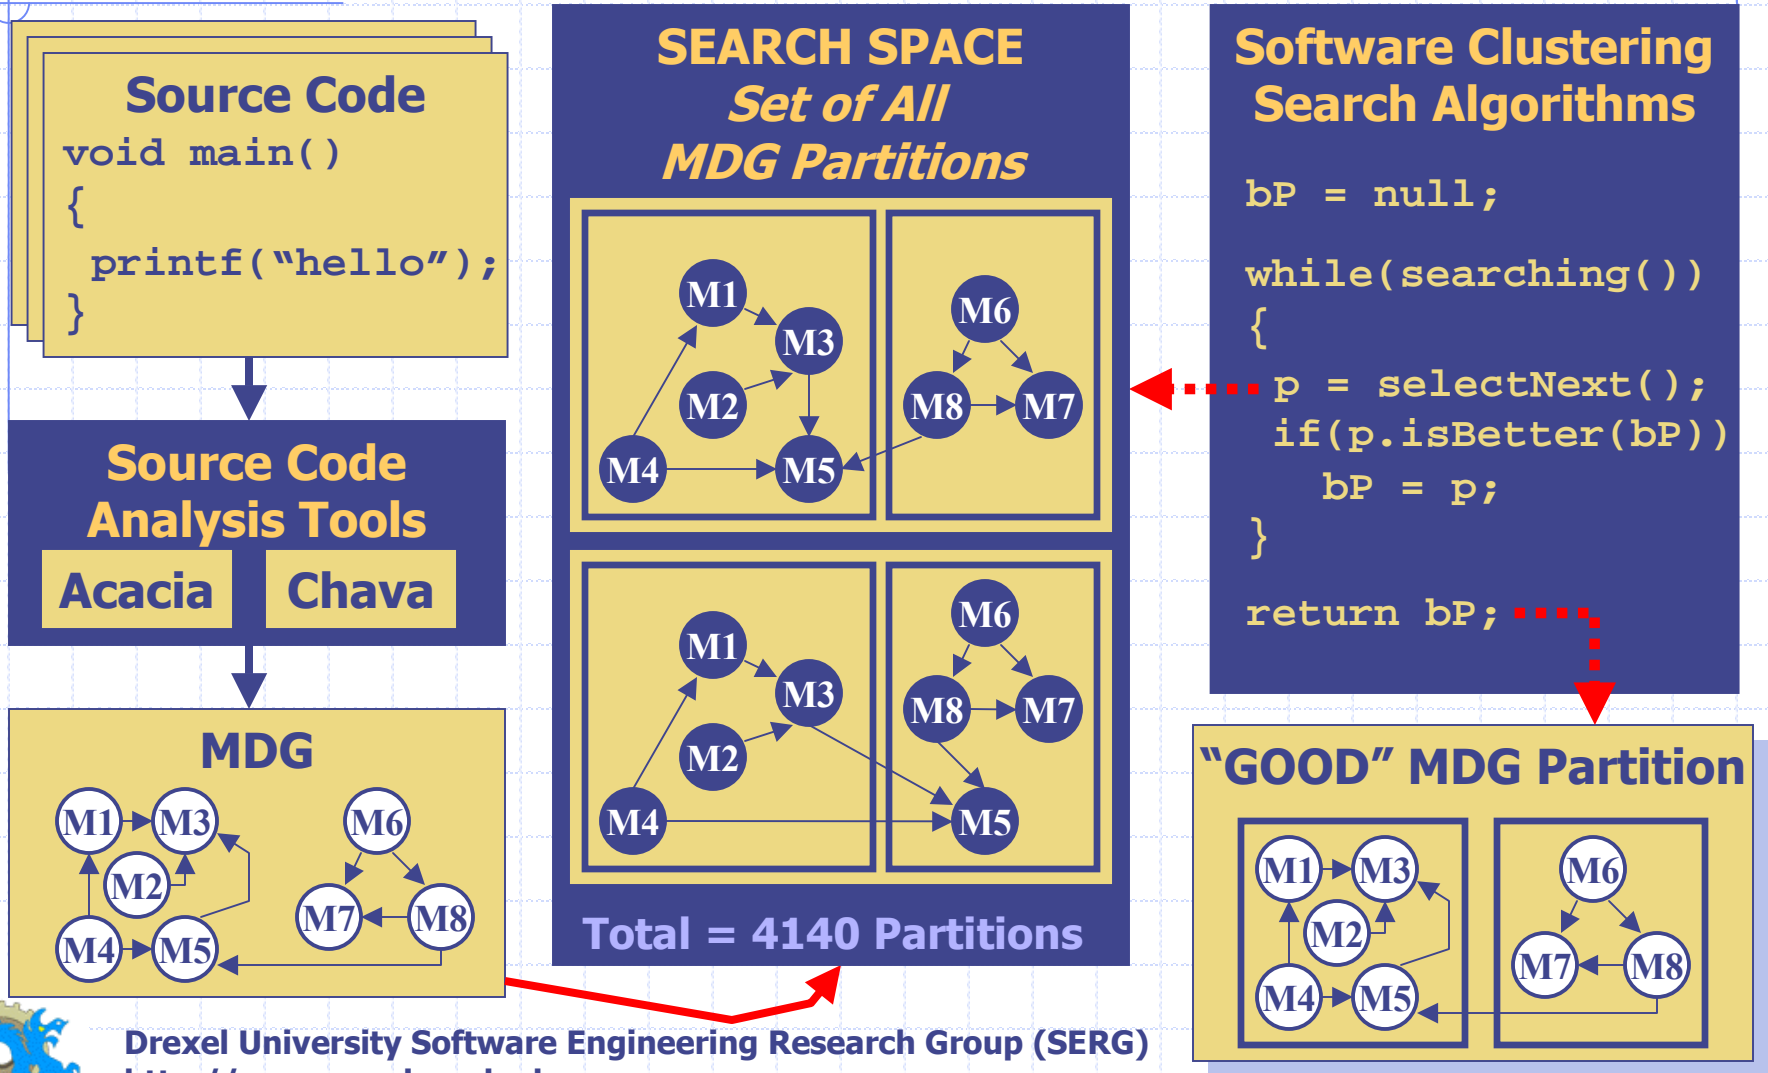 Source Code
void main()
{
printf(“hello”);
}
Source Code
Analysis Tools
Acacia
Chava
MDG
M1
M3
M2
M4
M5
M6
M7
M8
SEARCH SPACE
Set of All
MDG Partitions
M1
M3
M2
M4
M5
M6
M8
M7
M1
M3
M2
M4
M6
M8
M7
M5
Total = 4140 Partitions
Software Clustering
Search Algorithms
bP = null;
while(searching())
{
p = selectNext();
if(p.isBetter(bP))
bP = p;
}
return bP;
“GOOD” MDG Partition
M1
M3
M2
M4
M5
M6
M7
M8
Drexel University Software Engineering Research Group (SERG)